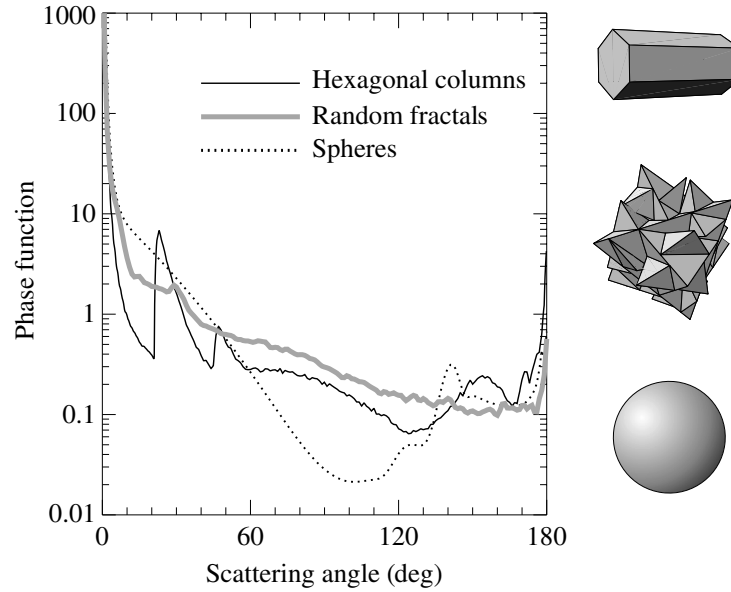 1000
100
10
1
0.1
0.01
Phase function
Hexagonal columns
Random fractals
Spheres
0
60
120
180
Scattering angle (deg)